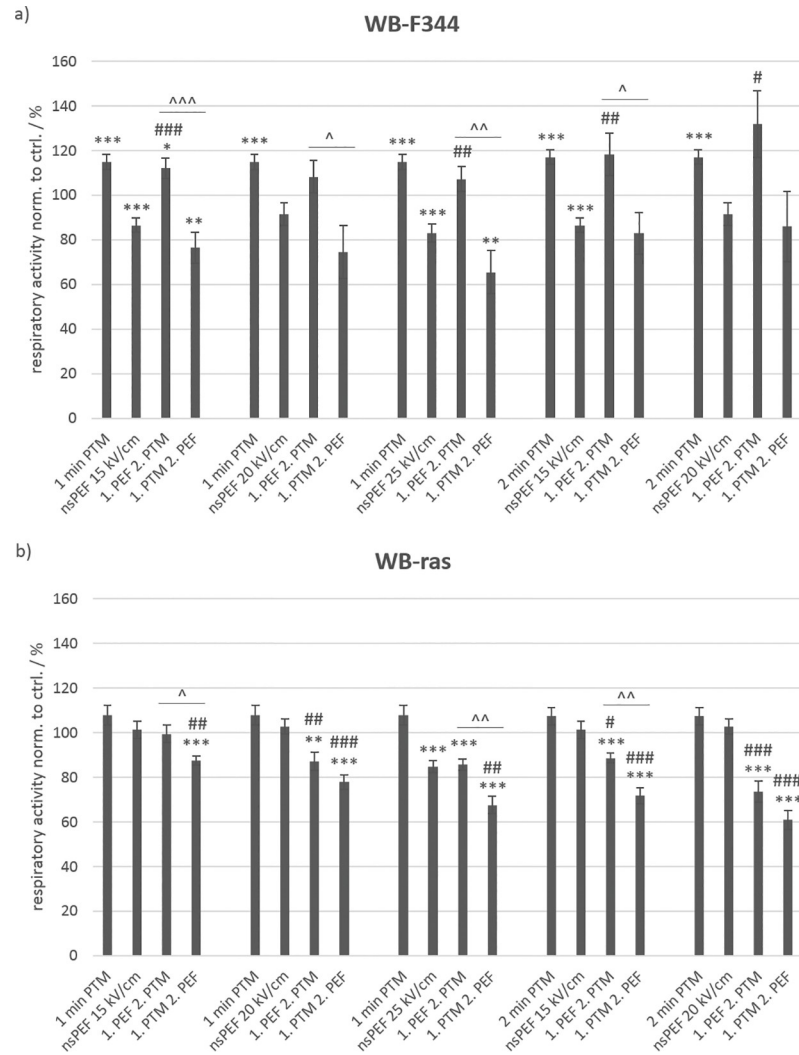 a)
WB-F344
respiratory activity norm. to ctrl. / %
160
140
120
100
80
60
40
20
0
***
***
^^^
###
*
**
***
^
***
***
^^
##
**
***
***
^
##
***
#
1 min PTM
nsPEF 15 kV/cm
1. PEF 2. PTM
1. PTM 2. PEF
1 min PTM
nsPEF 20 kV/cm
1. PEF 2. PTM
1. PTM 2. PEF
1 min PTM
nsPEF 25 kV/cm
1. PEF 2. PTM
1. PTM 2. PEF
2 min PTM
nsPEF 15 kV/cm
1. PEF 2. PTM
1. PTM 2. PEF
2 min PTM
nsPEF 20 kV/cm
1. PEF 2. PTM
1. PTM 2. PEF
b)
WB-ras
respiratory activity norm. to ctrl. / %
160
140
120
100
80
60
40
20
0
^
##
***
##
**
###
***
***
***
^^
##
***
^^
#
***
###
***
###
***
###
***
1 min PTM
nsPEF 15 kV/cm
1. PEF 2. PTM
1. PTM 2. PEF
1 min PTM
nsPEF 20 kV/cm
1. PEF 2. PTM
1. PTM 2. PEF
1 min PTM
nsPEF 25 kV/cm
1. PEF 2. PTM
1. PTM 2. PEF
2 min PTM
nsPEF 15 kV/cm
1. PEF 2. PTM
1. PTM 2. PEF
2 min PTM
nsPEF 20 kV/cm
1. PEF 2. PTM
1. PTM 2. PEF